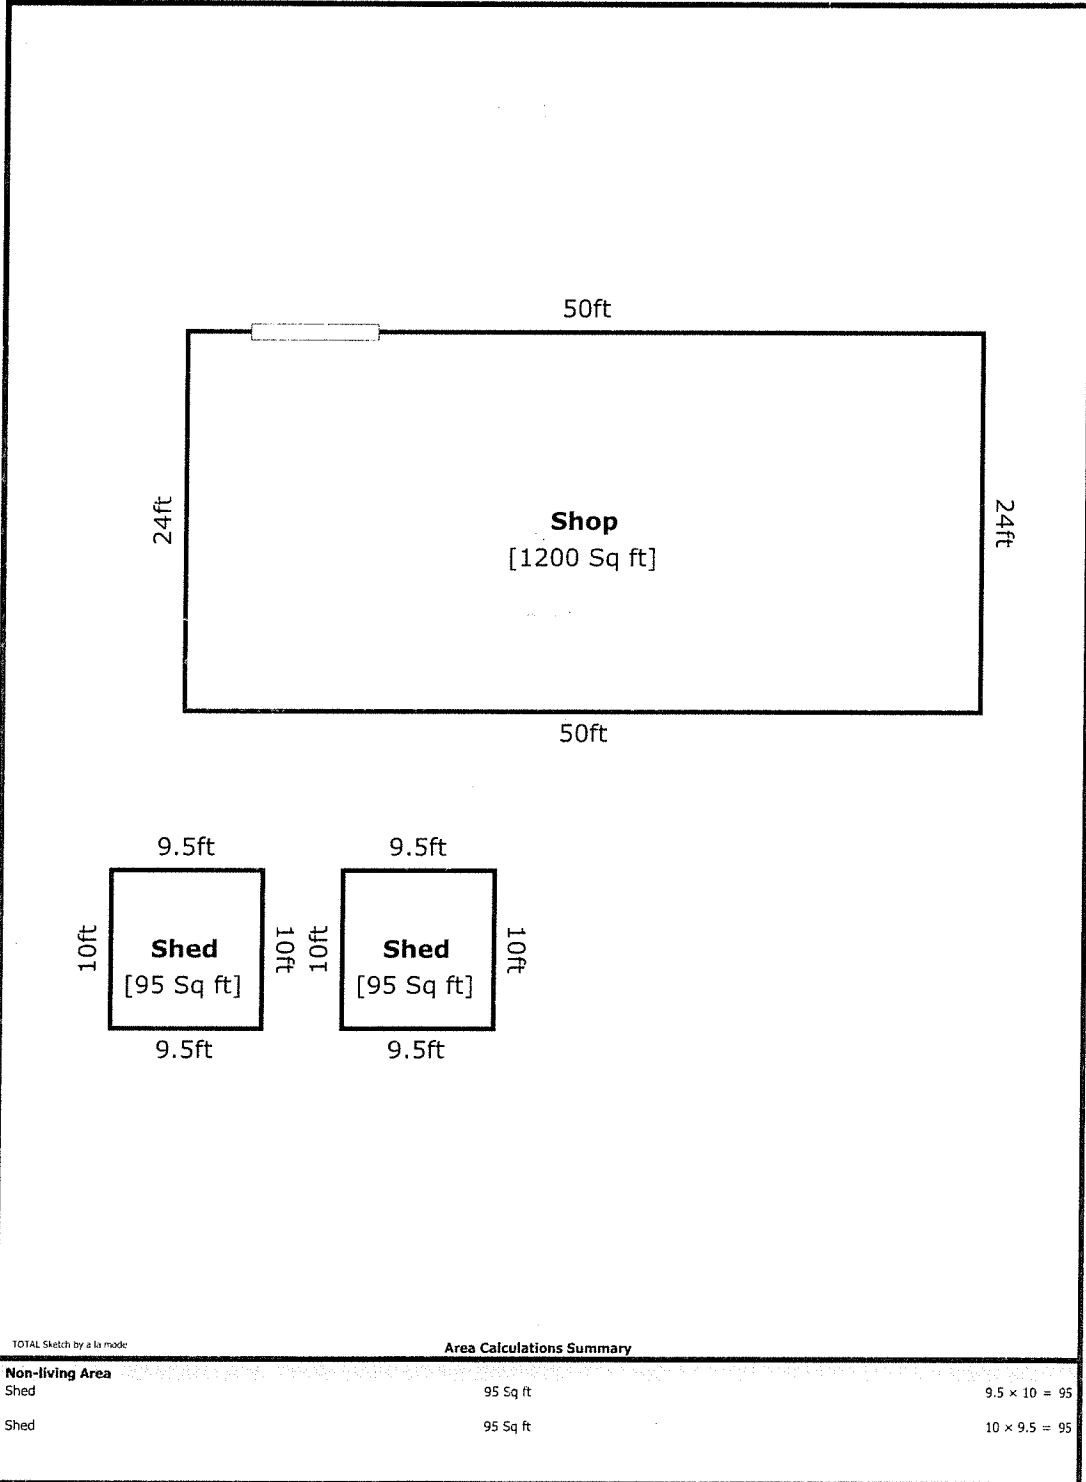 50ft
24ft
24ft
Shop
[1200 Sq ft]
50ft
9.5ft
9.5ft
10ft
Shed
[95 Sq ft]
10ft
10ft
Shed
[95 Sq ft]
10ft
9.5ft
9.5ft
TOTAL Sketch by a la mode
Area Calculations Summary
Non-living Area
Shed 95 Sq ft 9.5 × 10 = 95
Shed 95 Sq ft 10 × 9.5 = 95